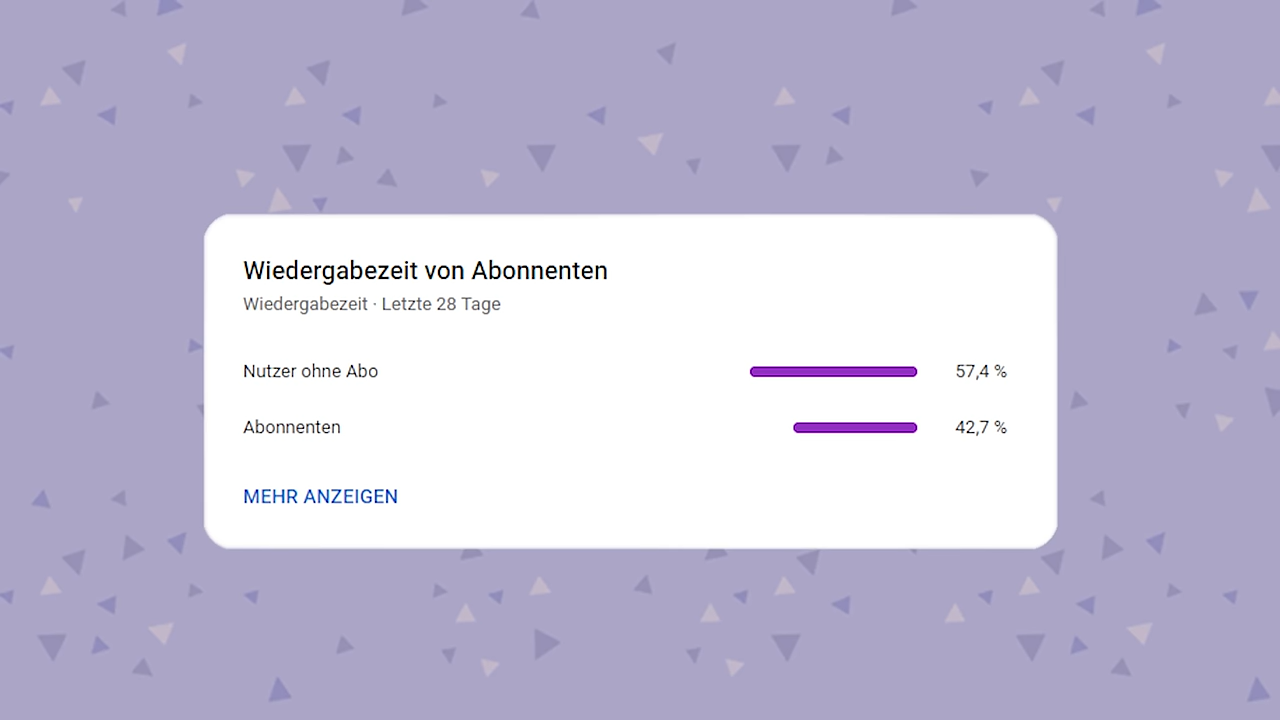 Wiedergabezeit von Abonnenten
Wiedergabezeit · Letzte 28 Tage
Nutzer ohne Abo 57,4 %
Abonnenten 42,7 %
MEHR ANZEIGEN